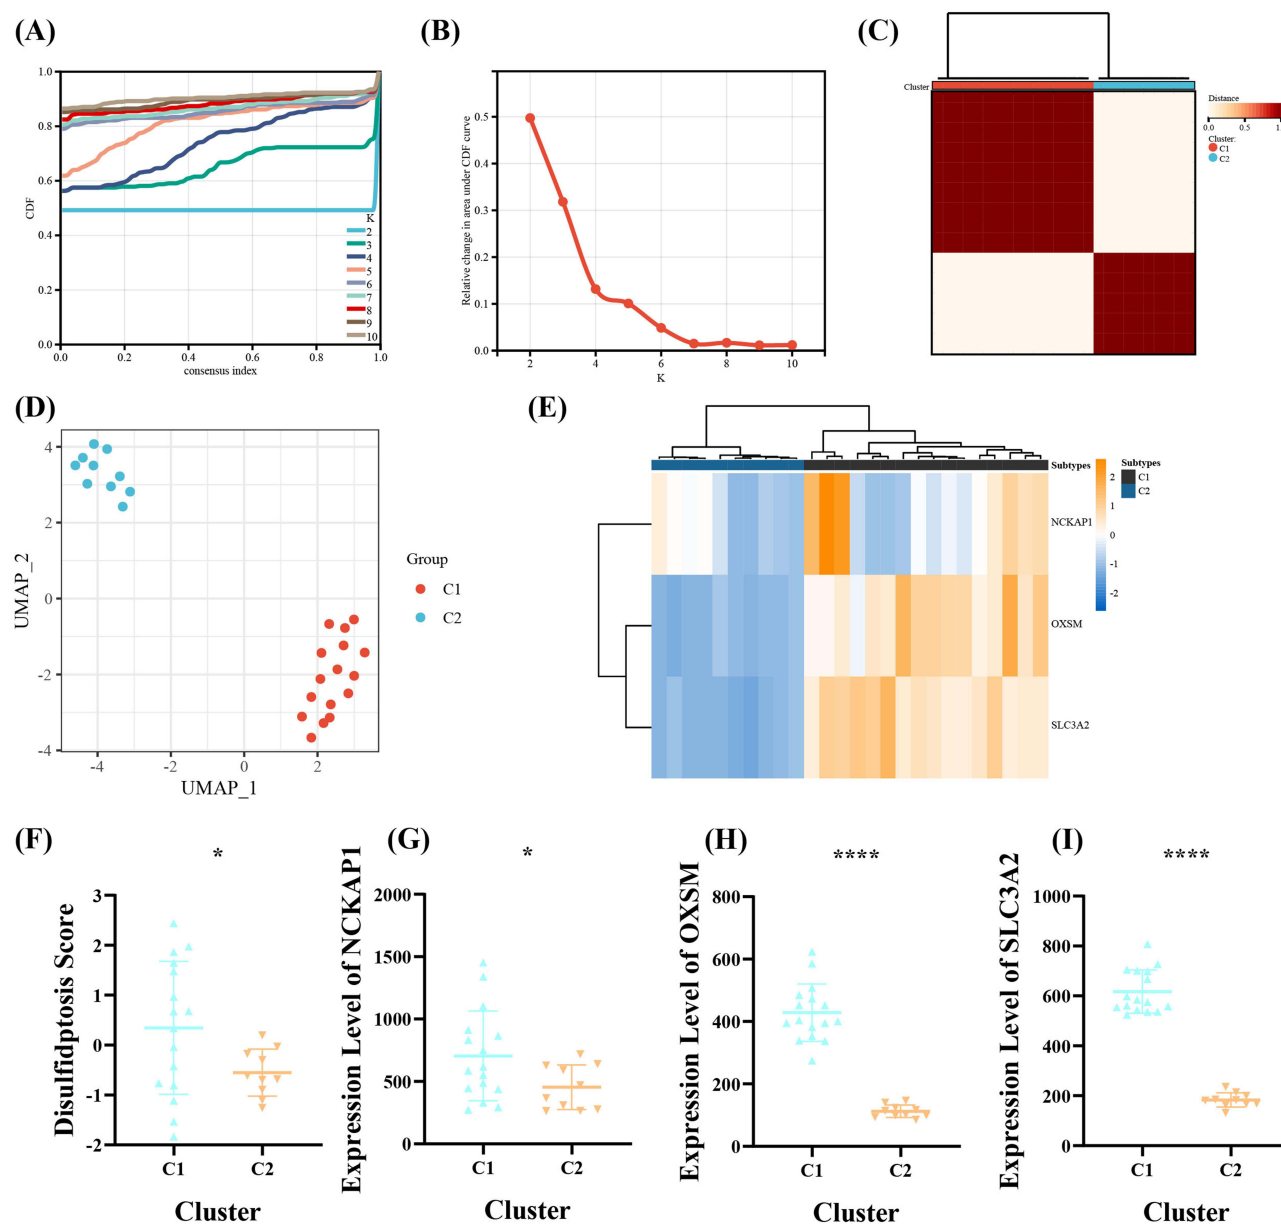 (A)
CDF
1.0
0.8
0.6
0.4
0.2
0.0
0.0 0.2 0.4 0.6 0.8 1.0
consensus index
K
2
3
4
5
6
7
8
9
10
(B)
Relative change in area under CDF curve
0.5
0.4
0.3
0.2
0.1
0.0
2 4 6 8 10
K
(C)
Cluster
Distance
0.0 0.5 1.
Cluster:
C1
C2
(D)
UMAP_2
4
2
0
-2
-4
-4 -2 0 2
UMAP_1
Group
C1
C2
(E)
Subtypes
NCKAP1
OXSM
SLC3A2
2
1
0
-1
-2
Subtypes
C1
C2
(F)
*
Disulfidptosis Score
3
2
1
0
-1
-2
C1 C2
Cluster
(G)
*
Expression Level of NCKAP1
2000
1500
1000
500
0
C1 C2
Cluster
(H)
****
Expression Level of OXSM
800
600
400
200
0
C1 C2
Cluster
(I)
****
Expression Level of SLC3A2
1000
800
600
400
200
0
C1 C2
Cluster